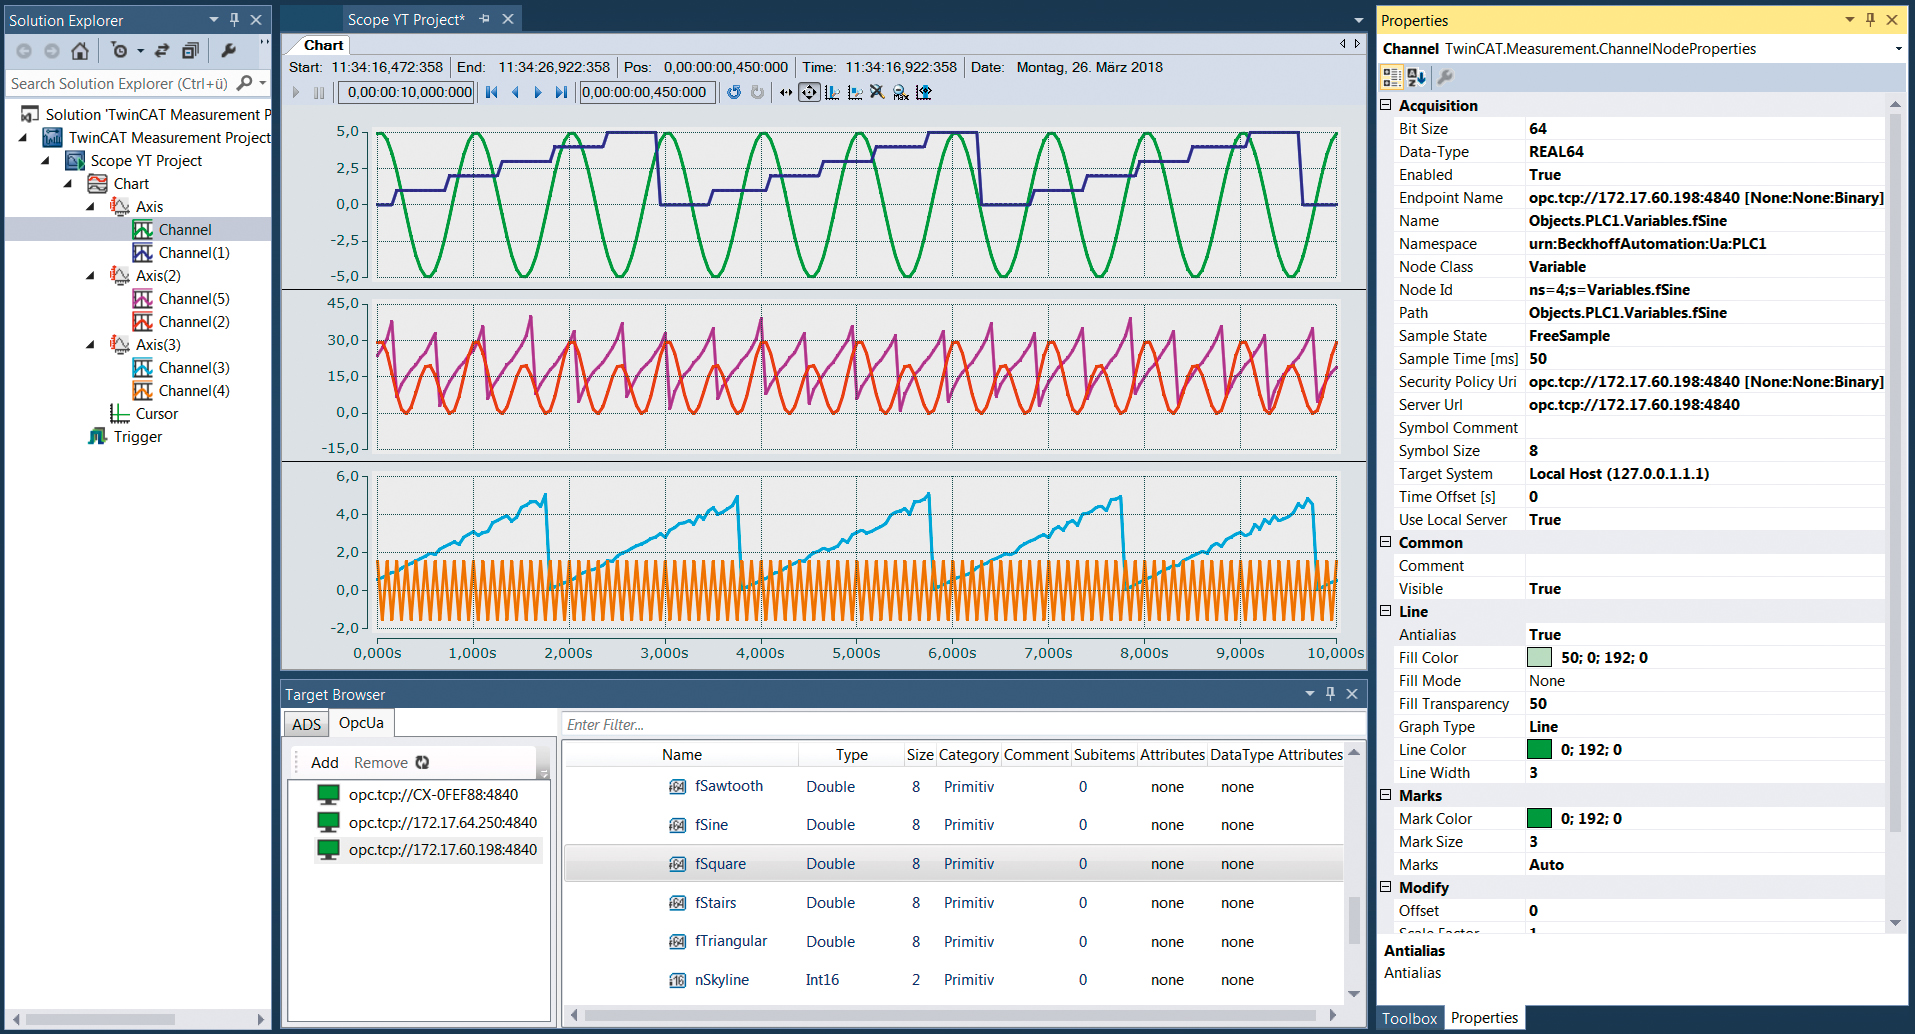 Solution Explorer
Search Solution Explorer (Ctrl+ü)
Solution 'TwinCAT Measurement P
TwinCAT Measurement Project
Scope YT Project
Chart
Axis
Channel
Channel(1)
Axis(2)
Channel(5)
Channel(2)
Axis(3)
Channel(3)
Channel(4)
Cursor
Trigger
Scope YT Project*
Chart
Start: 11:34:16,472:358 End: 11:34:26,922:358 Pos: 0,00:00:00,450:000 Time: 11:34:16,922:358 Date: Montag, 26. März 2018
0,00:00:10,000:000 0,00:00:00,450:000 Max
5,0
2,5
0,0
-2,5
-5,0
45,0
30,0
15,0
0,0
-15,0
6,0
4,0
2,0
0,0
-2,0
0,000s 1,000s 2,000s 3,000s 4,000s 5,000s 6,000s 7,000s 8,000s 9,000s 10,000s
Target Browser
ADS OpcUa
Add Remove
opc.tcp://CX-0FEF88:4840
opc.tcp://172.17.64.250:4840
opc.tcp://172.17.60.198:4840
Enter Filter...
Name Type Size Category Comment Subitems Attributes DataType Attributes
f64 fSawtooth Double 8 Primitiv 0 none none
f64 fSine Double 8 Primitiv 0 none none
f64 fSquare Double 8 Primitiv 0 none none
f64 fStairs Double 8 Primitiv 0 none none
f64 fTriangular Double 8 Primitiv 0 none none
i16 nSkyline Int16 2 Primitiv 0 none none
Properties
Channel TwinCAT.Measurement.ChannelNodeProperties
Acquisition
Bit Size 64
Data-Type REAL64
Enabled True
Endpoint Name opc.tcp://172.17.60.198:4840 [None:None:Binary]
Name Objects.PLC1.Variables.fSine
Namespace urn:BeckhoffAutomation:Ua:PLC1
Node Class Variable
Node Id ns=4;s=Variables.fSine
Path Objects.PLC1.Variables.fSine
Sample State FreeSample
Sample Time [ms] 50
Security Policy Uri opc.tcp://172.17.60.198:4840 [None:None:Binary]
Server Url opc.tcp://172.17.60.198:4840
Symbol Comment
Symbol Size 8
Target System Local Host (127.0.0.1.1.1)
Time Offset [s] 0
Use Local Server True
Common
Comment
Visible True
Line
Antialias True
Fill Color 50; 0; 192; 0
Fill Mode None
Fill Transparency 50
Graph Type Line
Line Color 0; 192; 0
Line Width 3
Marks
Mark Color 0; 192; 0
Mark Size 3
Marks Auto
Modify
Offset 0
Scale Factor 1
Antialias
Antialias
Toolbox Properties